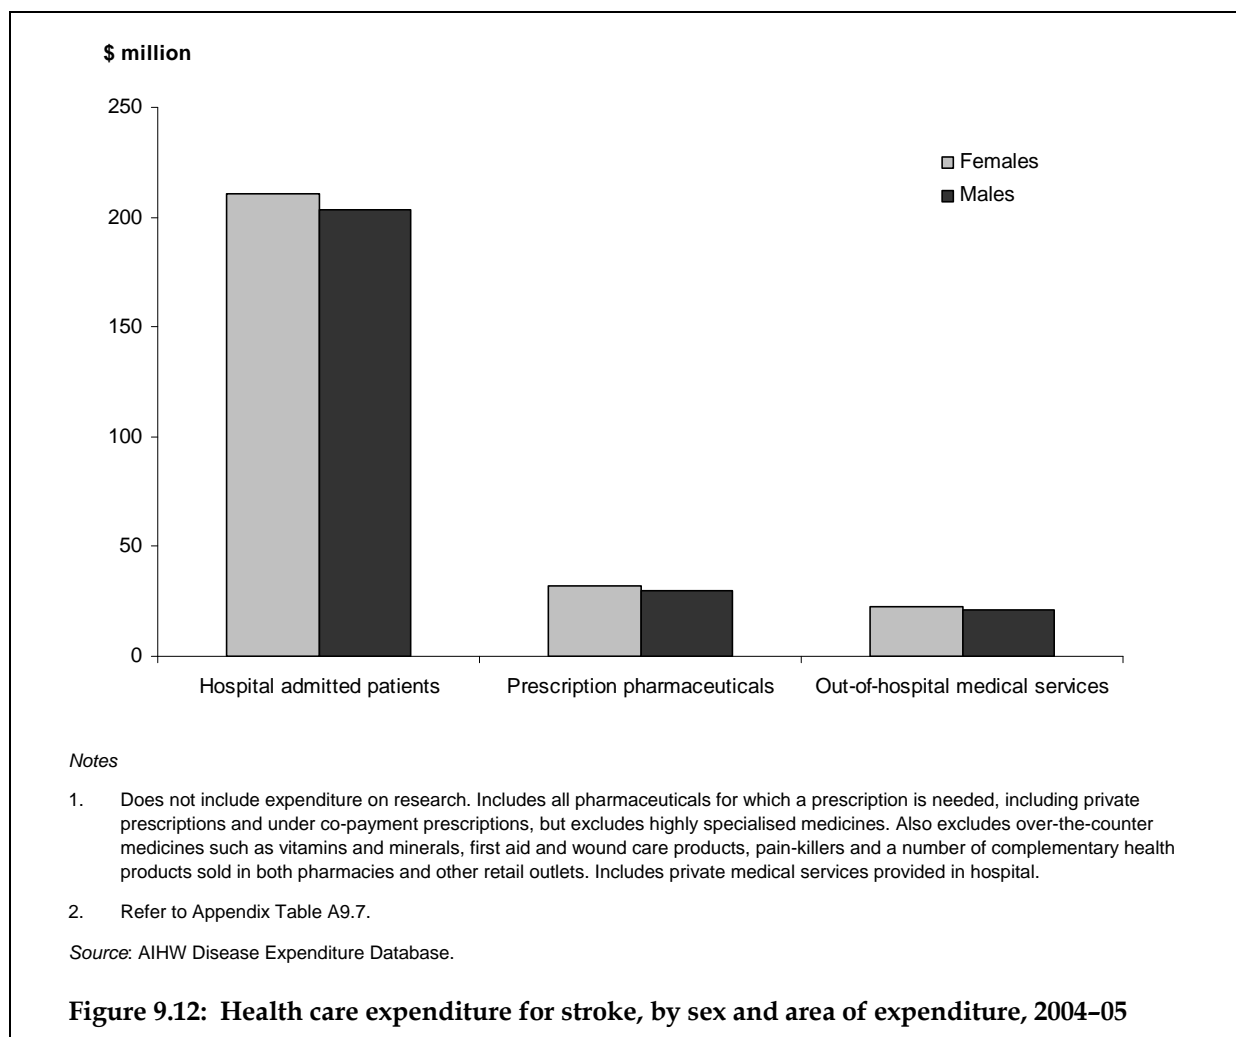 $ million
250
200
150
100
50
0
Females
Males
Hospital admitted patients
Prescription pharmaceuticals
Out-of-hospital medical services
Notes
1. Does not include expenditure on research. Includes all pharmaceuticals for which a prescription is needed, including private
prescriptions and under co-payment prescriptions, but excludes highly specialised medicines. Also excludes over-the-counter
medicines such as vitamins and minerals, first aid and wound care products, pain-killers and a number of complementary health
products sold in both pharmacies and other retail outlets. Includes private medical services provided in hospital.
2. Refer to Appendix Table A9.7.
Source: AIHW Disease Expenditure Database.
Figure 9.12: Health care expenditure for stroke, by sex and area of expenditure, 2004–05